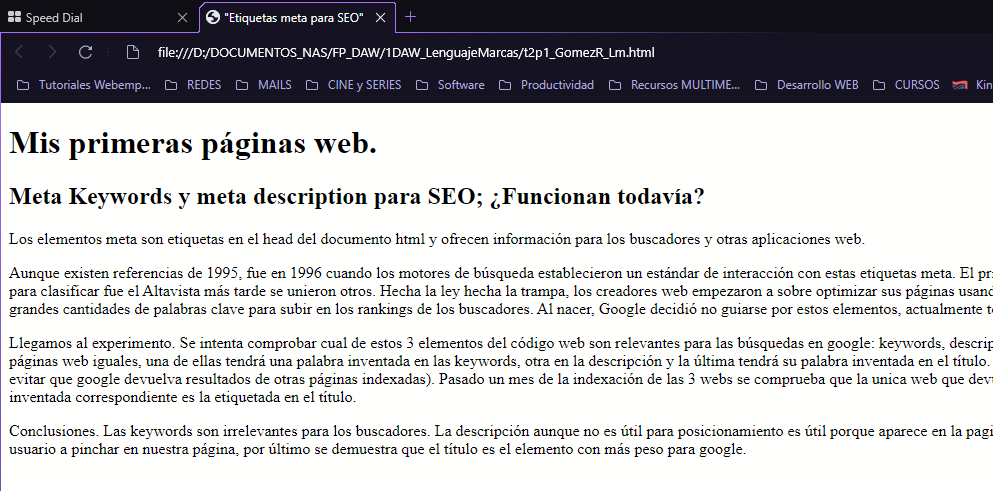 Speed Dial
"Etiquetas meta para SEO"
file:///D:/DOCUMENTOS_NAS/FP_DAW/1DAW_LenguajeMarcas/t2p1_GomezR_Lm.html
Tutoriales Webemp... REDES MAILS CINE y SERIES Software Productividad Recursos MULTIME... Desarrollo WEB CURSOS Kin
Mis primeras páginas web.
Meta Keywords y meta description para SEO; ¿Funcionan todavía?
Los elementos meta son etiquetas en el head del documento html y ofrecen información para los buscadores y otras aplicaciones web.
Aunque existen referencias de 1995, fue en 1996 cuando los motores de búsqueda establecieron un estándar de interacción con estas etiquetas meta. El pri
para clasificar fue el Altavista más tarde se unieron otros. Hecha la ley hecha la trampa, los creadores web empezaron a sobre optimizar sus páginas usand
grandes cantidades de palabras clave para subir en los rankings de los buscadores. Al nacer, Google decidió no guiarse por estos elementos, actualmente t
Llegamos al experimento. Se intenta comprobar cual de estos 3 elementos del código web son relevantes para las búsquedas en google: keywords, descrip
páginas web iguales, una de ellas tendrá una palabra inventada en las keywords, otra en la descripción y la última tendrá su palabra inventada en el título.
evitar que google devuelva resultados de otras páginas indexadas). Pasado un mes de la indexación de las 3 webs se comprueba que la unica web que devu
inventada correspondiente es la etiquetada en el título.
Conclusiones. Las keywords son irrelevantes para los buscadores. La descripción aunque no es útil para posicionamiento es útil porque aparece en la pagi
usuario a pinchar en nuestra página, por último se demuestra que el título es el elemento con más peso para google.